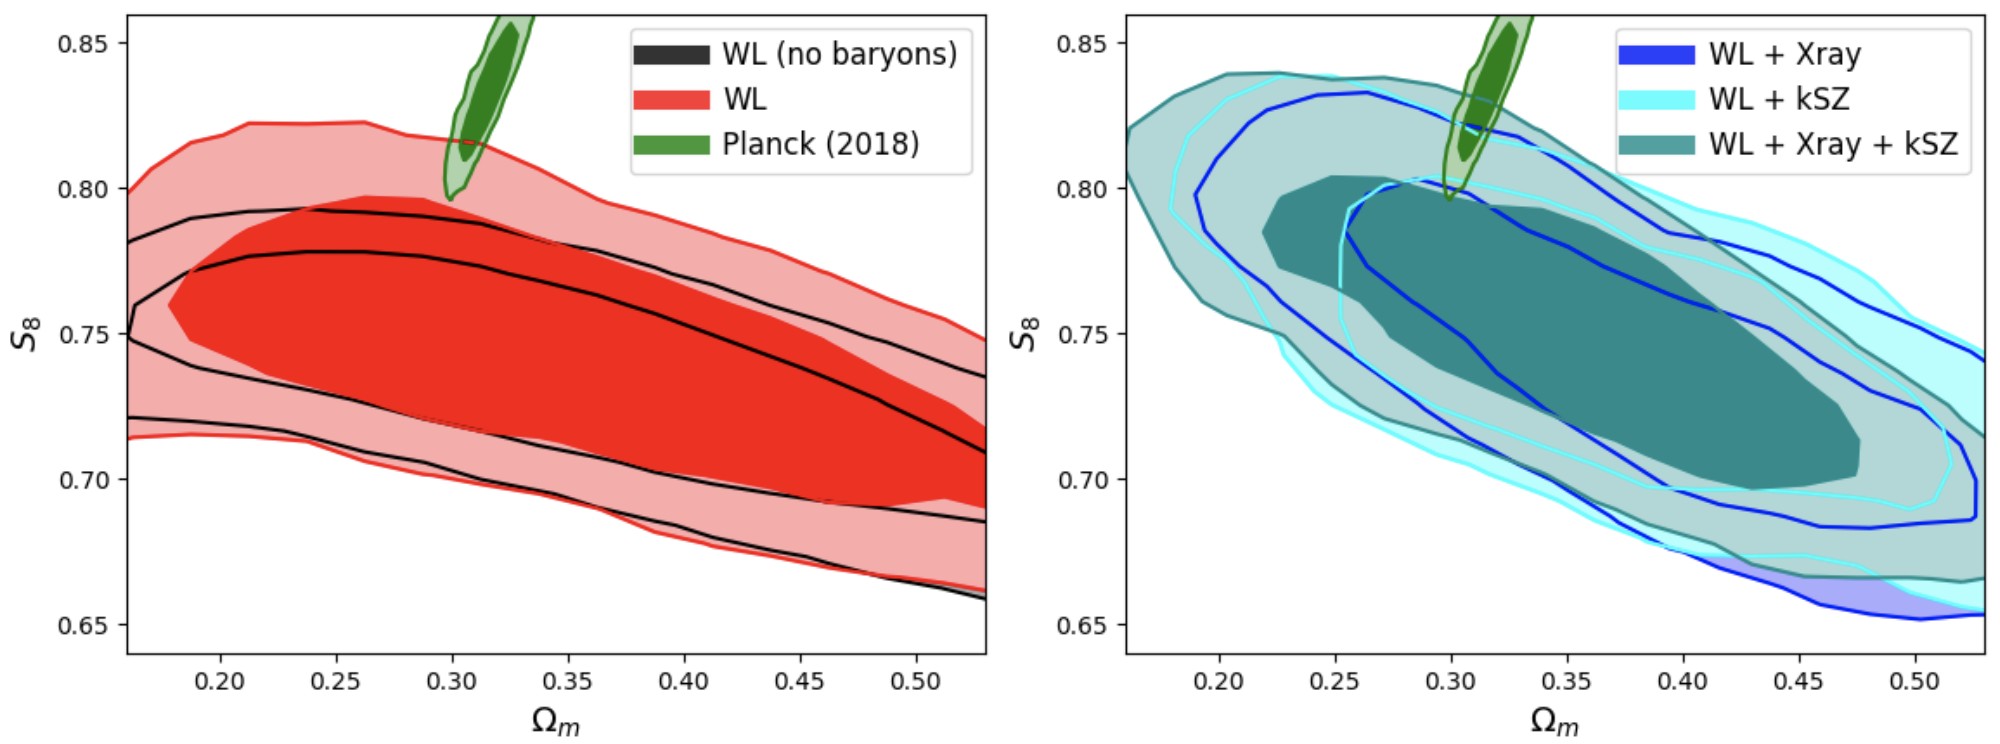 0.85
0.80
0.75
0.70
0.65
S₈
WL (no baryons)
WL
Planck (2018)
0.20 0.25 0.30 0.35 0.40 0.45 0.50
Ωₘ
0.85
0.80
0.75
0.70
0.65
S₈
WL + Xray
WL + kSZ
WL + Xray + kSZ
0.20 0.25 0.30 0.35 0.40 0.45 0.50
Ωₘ